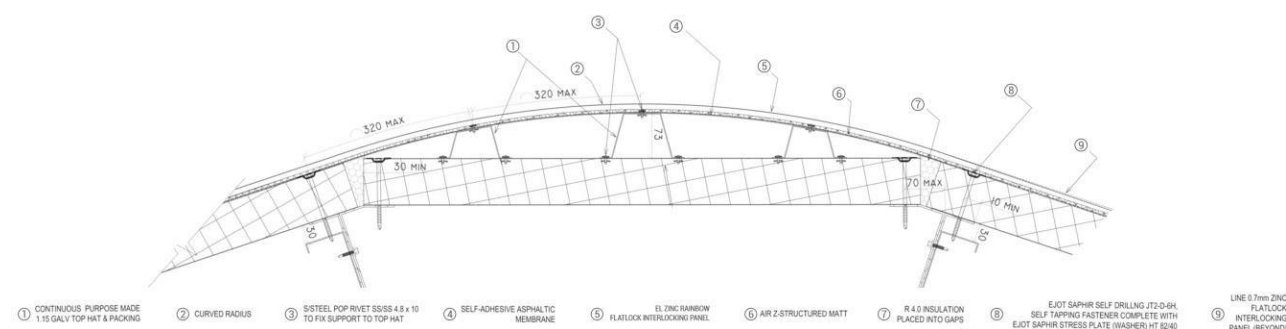 ①
②
③
④
⑤
⑥
⑦
⑧
⑨
320 MAX
320 MAX
73
30 MIN
70 MAX
10 MIN
30
30
① CONTINUOUS PURPOSE MADE
1.15 GALV TOP HAT & PACKING
② CURVED RADIUS
③ S/STEEL POP RIVET SS/SS 4.8 x 10
TO FIX SUPPORT TO TOP HAT
④ SELF-ADHESIVE ASPHALTIC
MEMBRANE
⑤ EL ZINC RAINBOW
FLATLOCK INTERLOCKING PANEL
⑥ AIR Z-STRUCTURED MATT
⑦ R 4.0 INSULATION
PLACED INTO GAPS
⑧ EJOT SAPHIR SELF DRILLNG JT2-D-6H,
SELF TAPPING FASTENER COMPLETE WITH
EJOT SAPHIR STRESS PLATE (WASHER) HT 82/40
⑨ LINE 0.7mm ZINC
FLATLOCK
INTERLOCKING